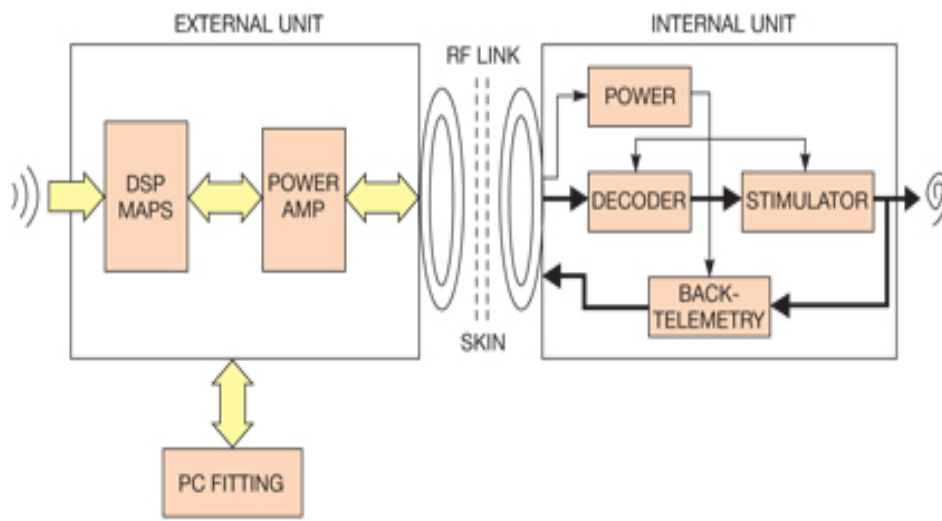 EXTERNAL UNIT
INTERNAL UNIT
RF LINK
DSP
MAPS
POWER
AMP
POWER
DECODER
STIMULATOR
BACK-
TELEMETRY
SKIN
PC FITTING